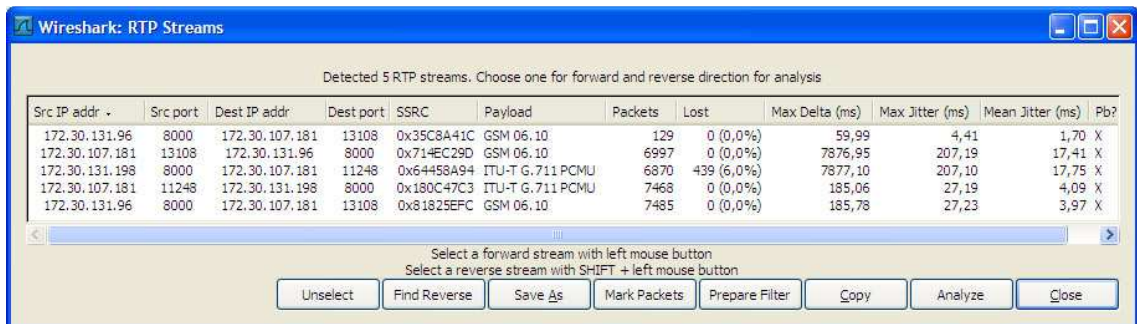 Wireshark: RTP Streams
Detected 5 RTP streams. Choose one for forward and reverse direction for analysis
Src IP addr Src port Dest IP addr Dest port SSRC Payload Packets Lost Max Delta (ms) Max Jitter (ms) Mean Jitter (ms) Pb?
172.30.131.96 8000 172.30.107.181 13108 0x35C8A41C GSM 06.10 129 0 (0,0%) 59,99 4,41 1,70 X
172.30.107.181 13108 172.30.131.96 8000 0x714EC29D GSM 06.10 6997 0 (0,0%) 7876,95 207,19 17,41 X
172.30.131.198 8000 172.30.107.181 11248 0x64458A94 ITU-T G.711 PCMU 6870 439 (6,0%) 7877,10 207,10 17,75 X
172.30.107.181 11248 172.30.131.198 8000 0x180C47C3 ITU-T G.711 PCMU 7468 0 (0,0%) 185,06 27,19 4,09 X
172.30.131.96 8000 172.30.107.181 13108 0x81825EFC GSM 06.10 7485 0 (0,0%) 185,78 27,23 3,97 X
Select a forward stream with left mouse button
Select a reverse stream with SHIFT + left mouse button
Unselect Find Reverse Save As Mark Packets Prepare Filter Copy Analyze Close